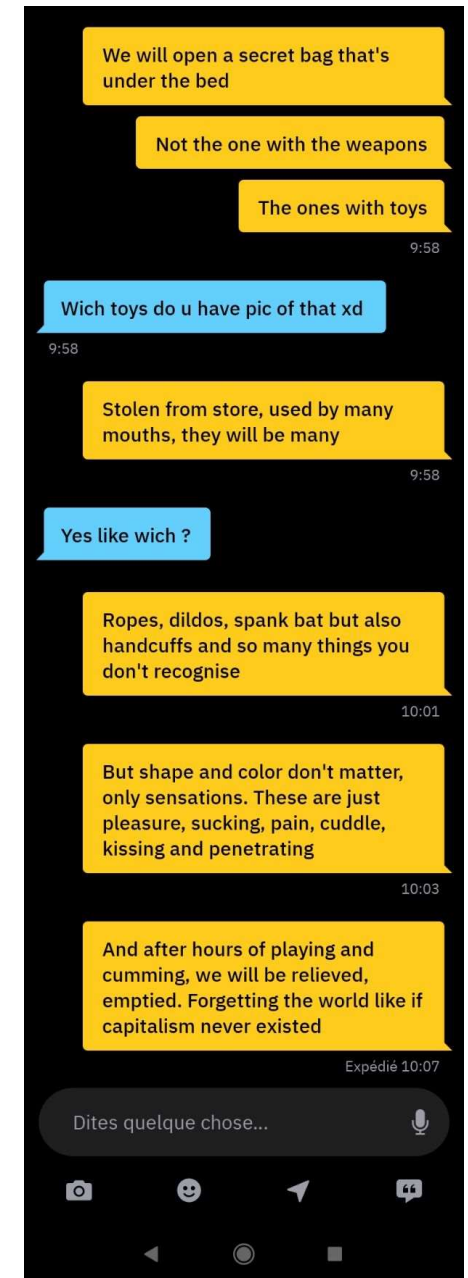 We will open a secret bag that's
under the bed
Not the one with the weapons
The ones with toys
9:58
Wich toys do u have pic of that xd
9:58
Stolen from store, used by many
mouths, they will be many
9:58
Yes like wich ?
Ropes, dildos, spank bat but also
handcuffs and so many things you
don't recognise
10:01
But shape and color don't matter,
only sensations. These are just
pleasure, sucking, pain, cuddle,
kissing and penetrating
10:03
And after hours of playing and
cumming, we will be relieved,
emptied. Forgetting the world like if
capitalism never existed
Expédié 10:07
Dites quelque chose...